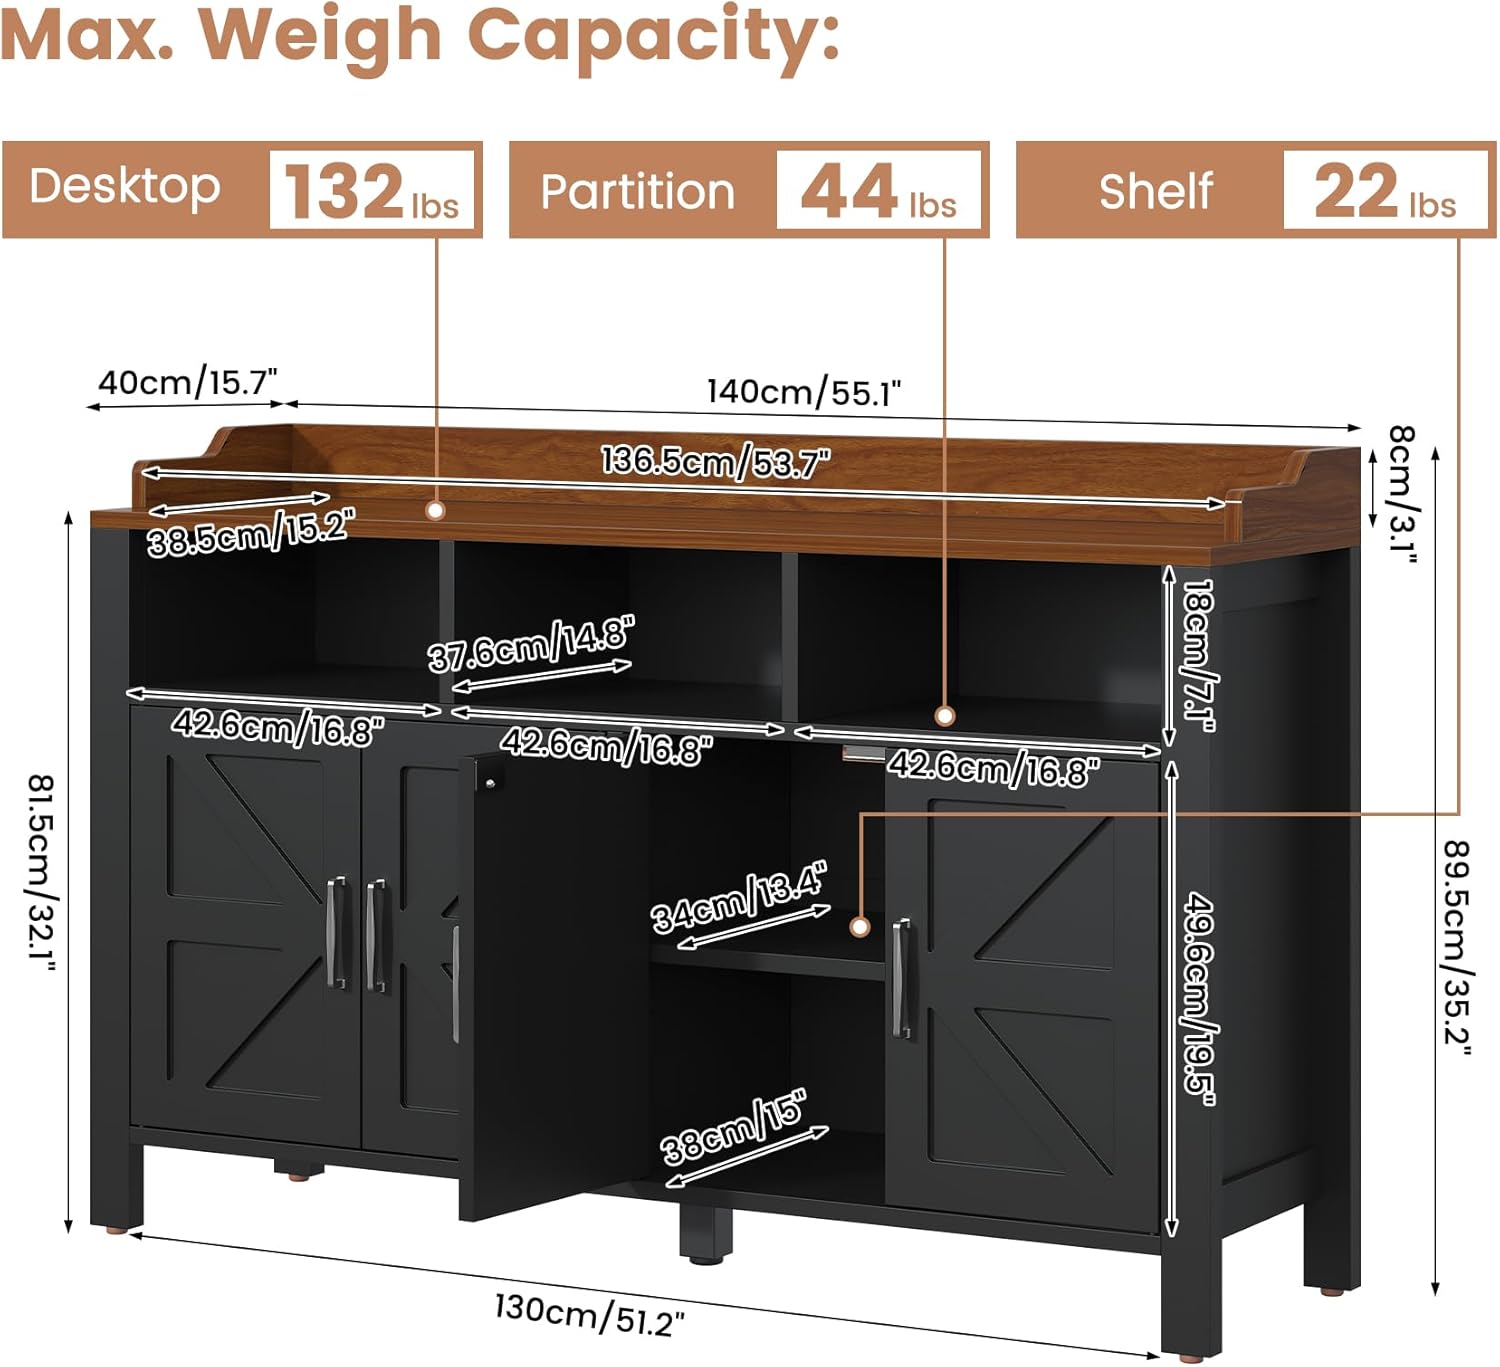 Max. Weigh Capacity:
Desktop 132 lbs
Partition 44 lbs
Shelf 22 lbs
40cm/15.7"
140cm/55.1"
8cm/3.1"
136.5cm/53.7"
38.5cm/15.2"
18cm/7.1"
37.6cm/14.8"
42.6cm/16.8"
42.6cm/16.8"
42.6cm/16.8"
81.5cm/32.1"
34cm/13.4"
89.5cm/35.2"
49.6cm/19.5"
38cm/15"
130cm/51.2"